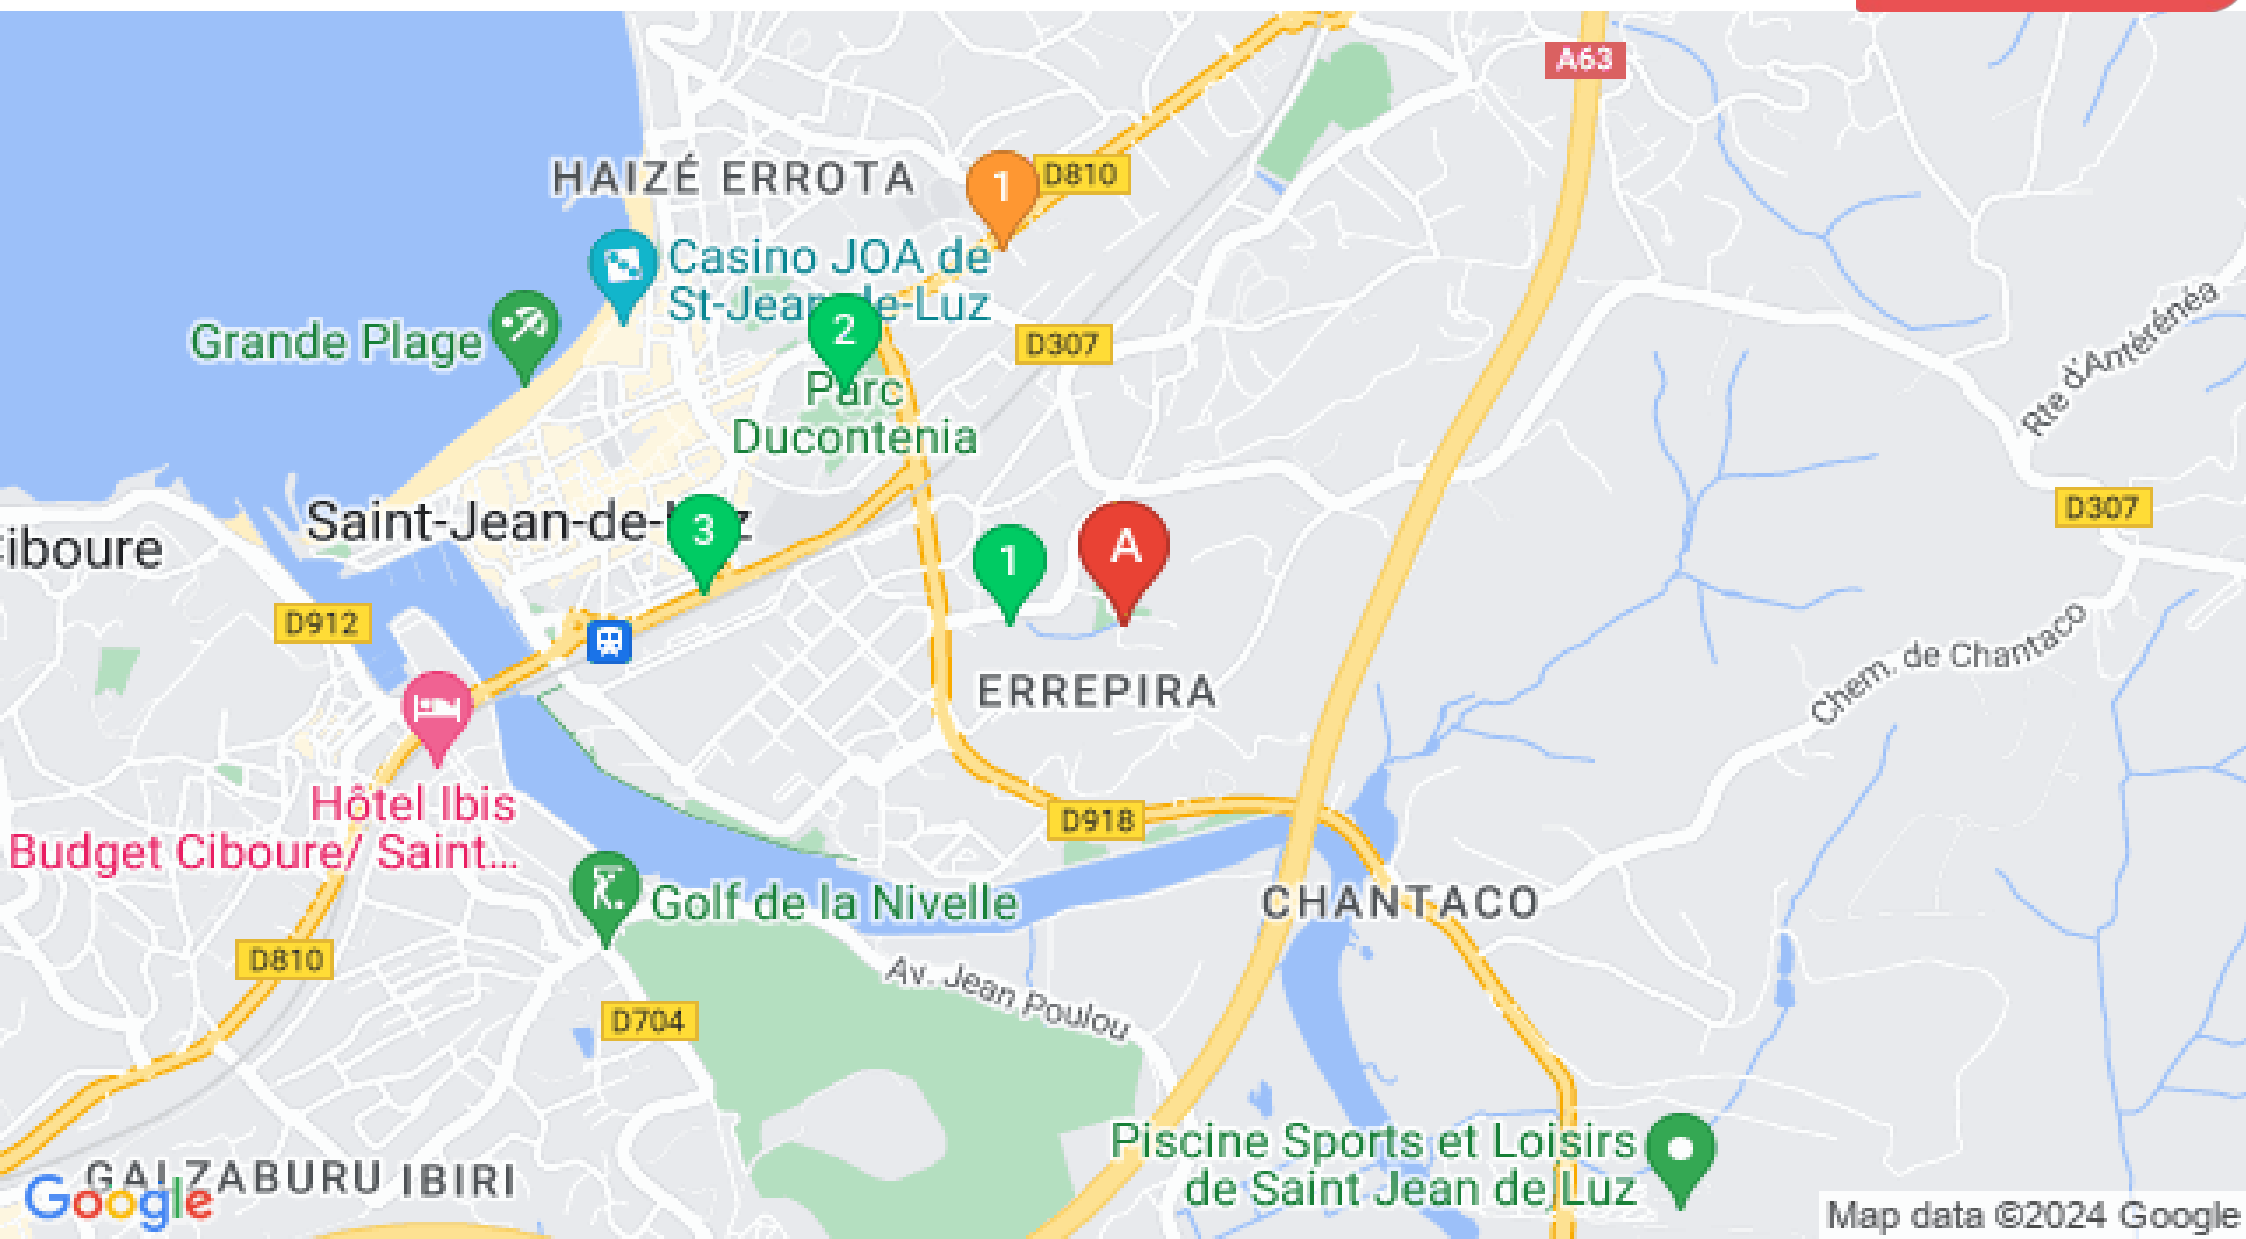 A63
HAIZÉ ERROTA
1
D810
Casino JOA de
St-Jean-de-Luz
Grande Plage
2
D307
Parc
Ducontenia
Rte d'Antérénéa
Saint-Jean-de-
3
D307
iboure
1
A
D912
ERREPIRA
Chem. de Chantaco
Hôtel Ibis
Budget Ciboure/ Saint...
D918
Golf de la Nivelle
CHANTACO
D810
Av. Jean Poulou
D704
Piscine Sports et Loisirs
de Saint Jean de Luz
IBIRI
Google
Map data ©2024 Google